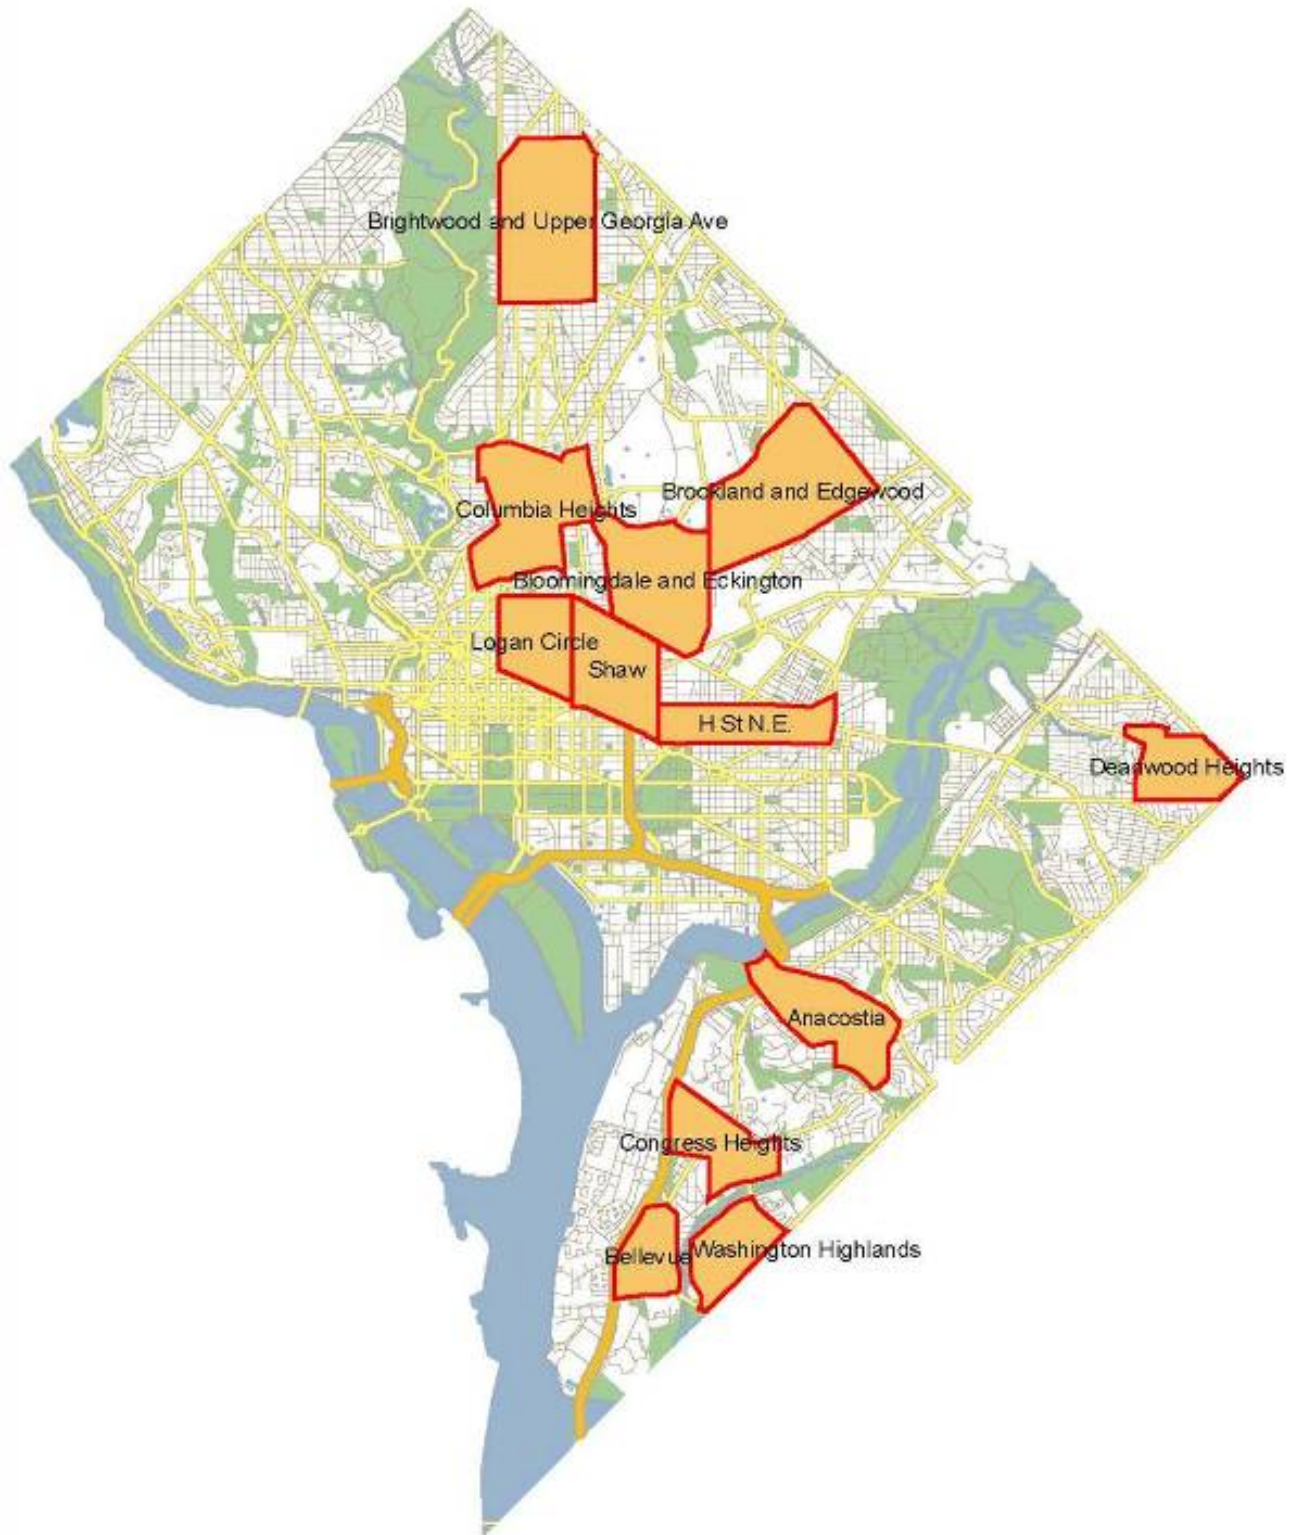 Brightwood and Upper Georgia Ave
Brookland and Edgewood
Columbia Heights
Bloomingdale and Eckington
Logan Circle
Shaw
H St N.E.
Deanwood Heights
Anacostia
Congress Heights
Washington Highlands
Bellevue